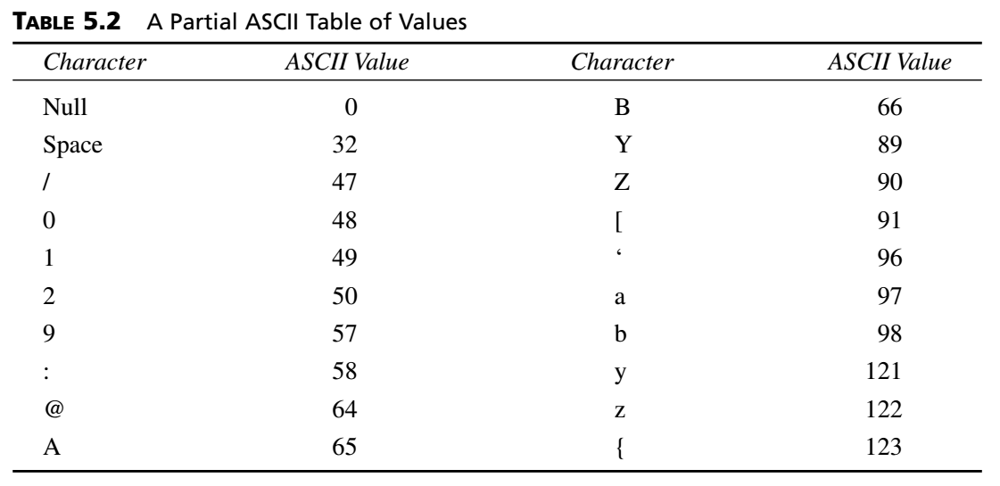 TABLE 5.2 A Partial ASCII Table of Values
Character ASCII Value Character ASCII Value
Null 0 B 66
Space 32 Y 89
/ 47 Z 90
0 48 [ 91
1 49 ‘ 96
2 50 a 97
9 57 b 98
: 58 y 121
@ 64 z 122
A 65 { 123